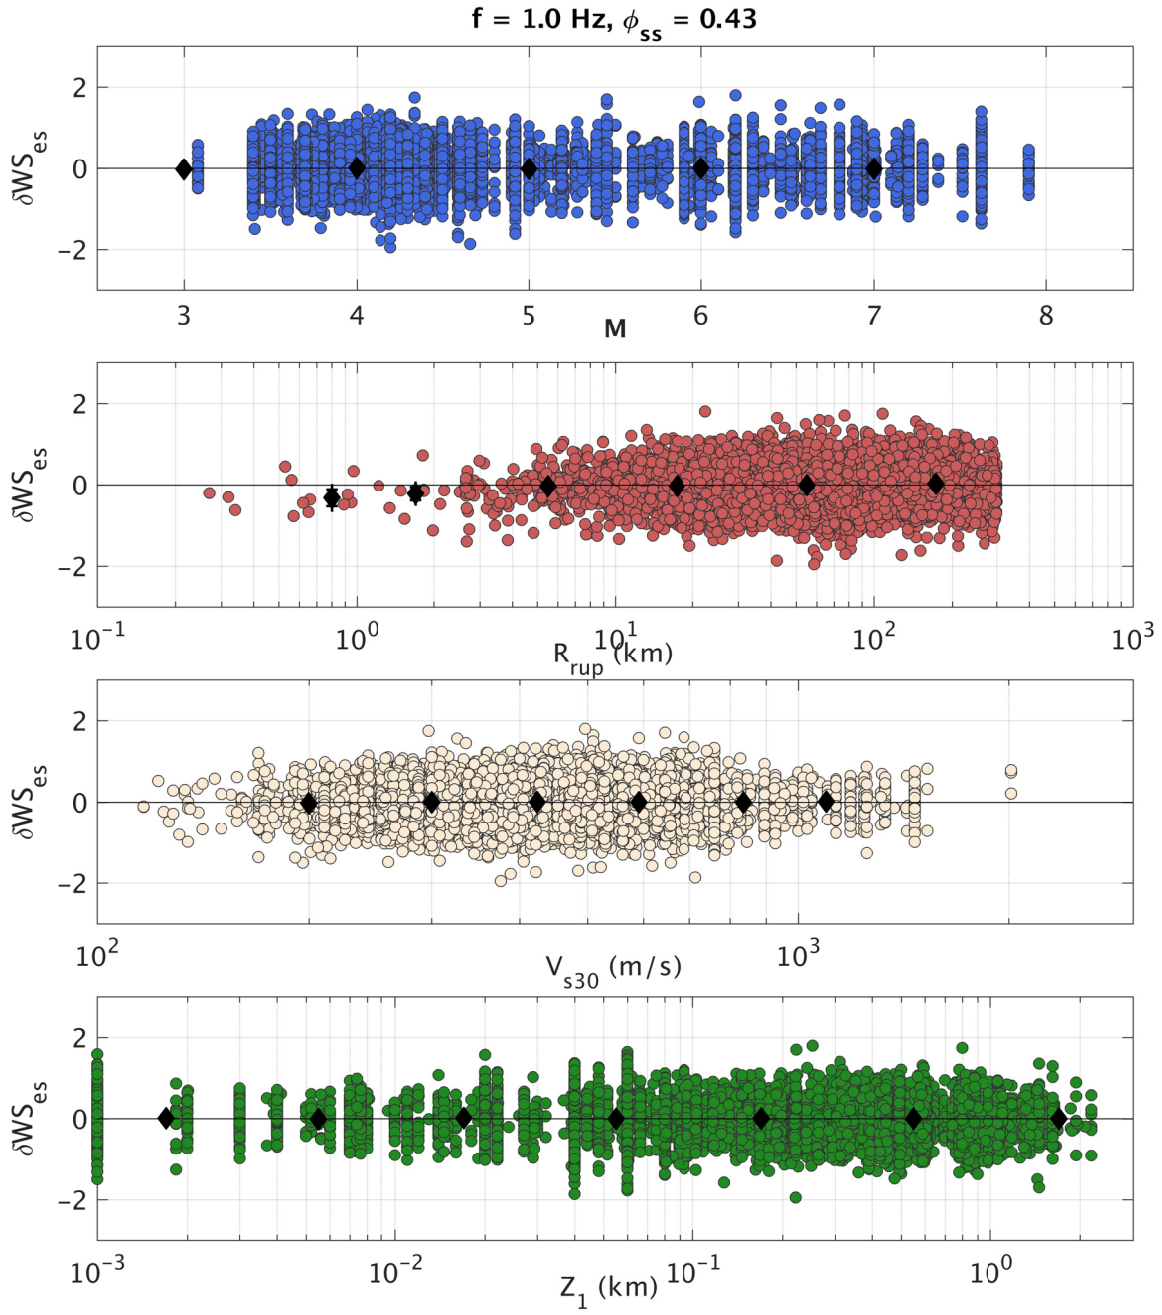 f = 1.0 Hz, ϕss = 0.43
δWSes
2
0
−2
3 4 5 6 7 8
M
δWSes
2
0
−2
10⁻¹ 10⁰ 10¹ 10² 10³
Rrup (km)
δWSes
2
0
−2
10² 10³
Vs30 (m/s)
δWSes
2
0
−2
10⁻³ 10⁻² 10⁻¹ 10⁰
Z1 (km)